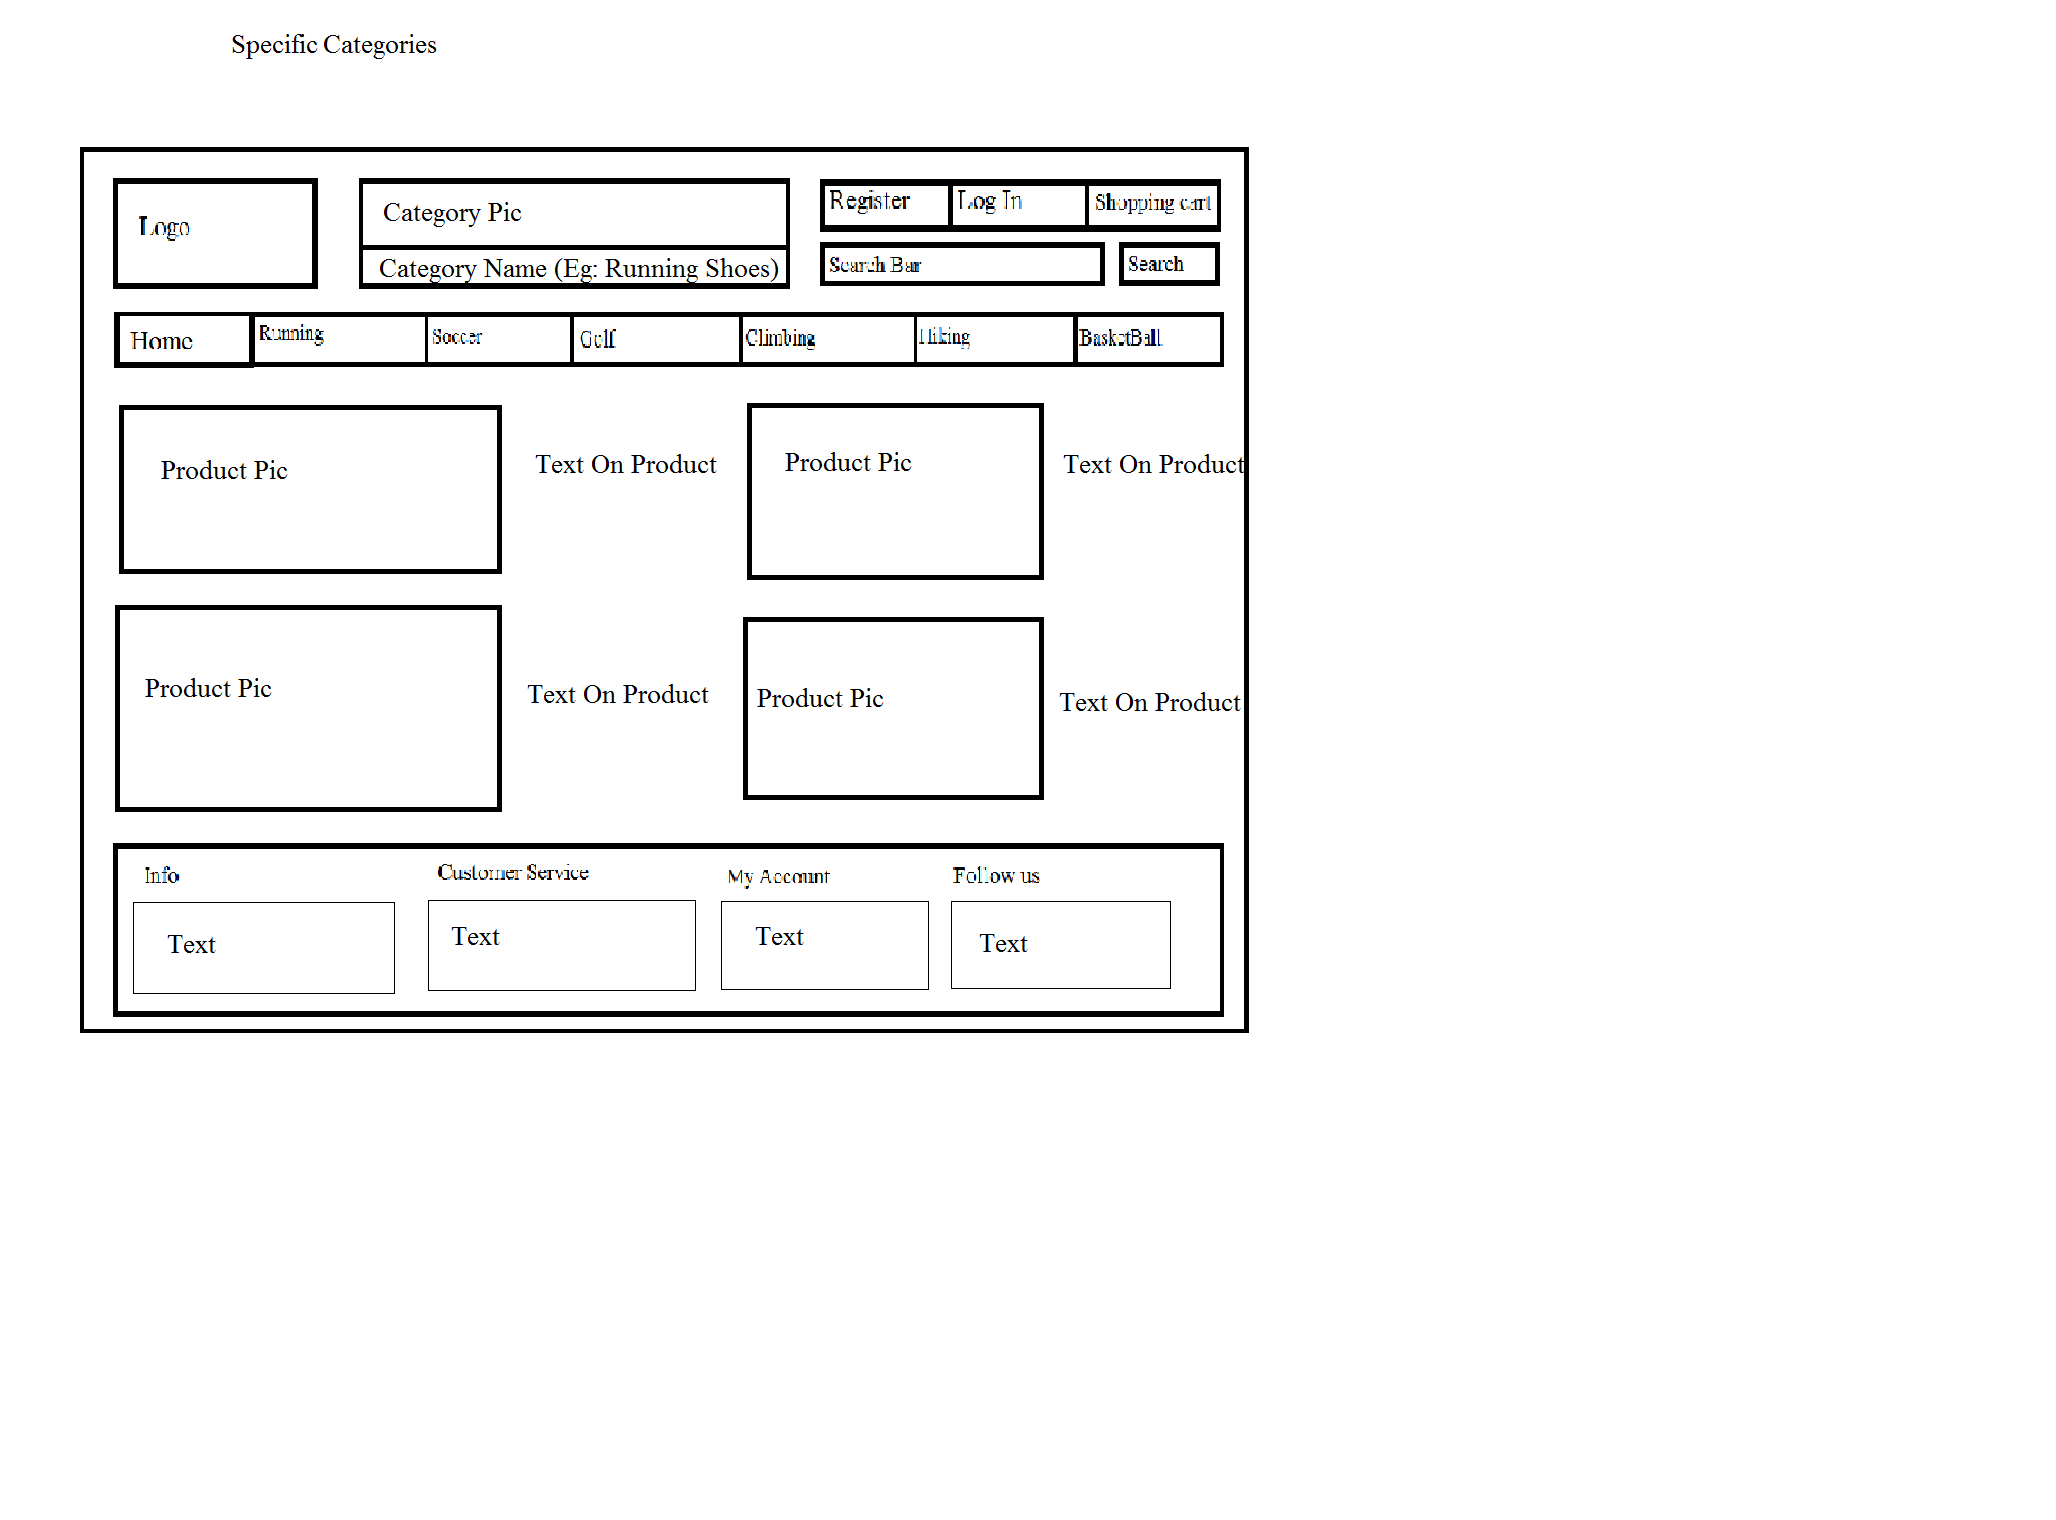 Specific Categories
Logo
Category Pic
Category Name (Eg: Running Shoes)
Register
Log In
Shopping cart
Search Bar
Search
Home
Running
Soccer
Golf
Climbing
Hiking
BasketBall
Product Pic
Text On Product
Product Pic
Text On Product
Product Pic
Text On Product
Product Pic
Text On Product
Info
Customer Service
My Account
Follow us
Text
Text
Text
Text